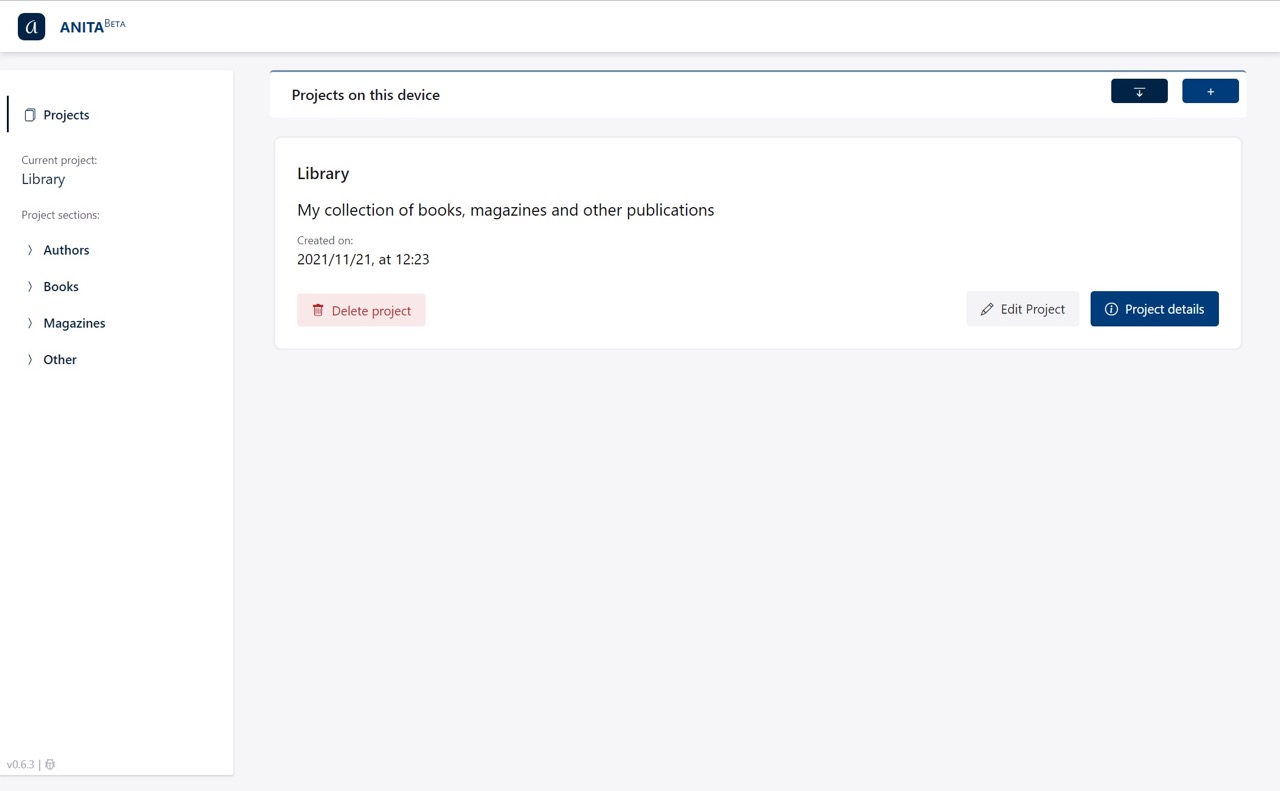 a ANITA BETA
Projects
Current project:
Library
Project sections:
Authors
Books
Magazines
Other
v0.6.3 |
Projects on this device
+
Library
My collection of books, magazines and other publications
Created on:
2021/11/21, at 12:23
Delete project
Edit Project
Project details